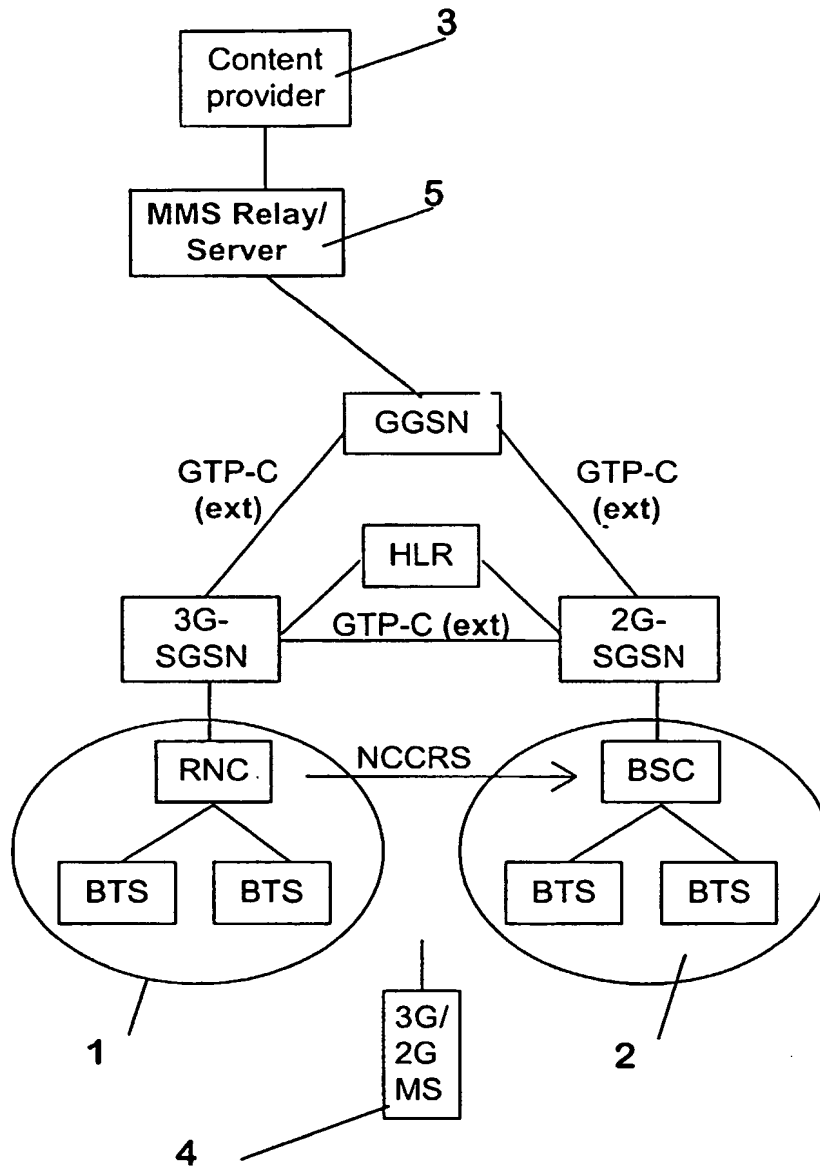 3
Content
provider
5
MMS Relay/
Server
GGSN
GTP-C
(ext)
GTP-C
(ext)
HLR
3G-
SGSN
GTP-C (ext)
2G-
SGSN
RNC
NCCRS
BSC
BTS
BTS
BTS
BTS
1
3G/
2G
MS
2
4